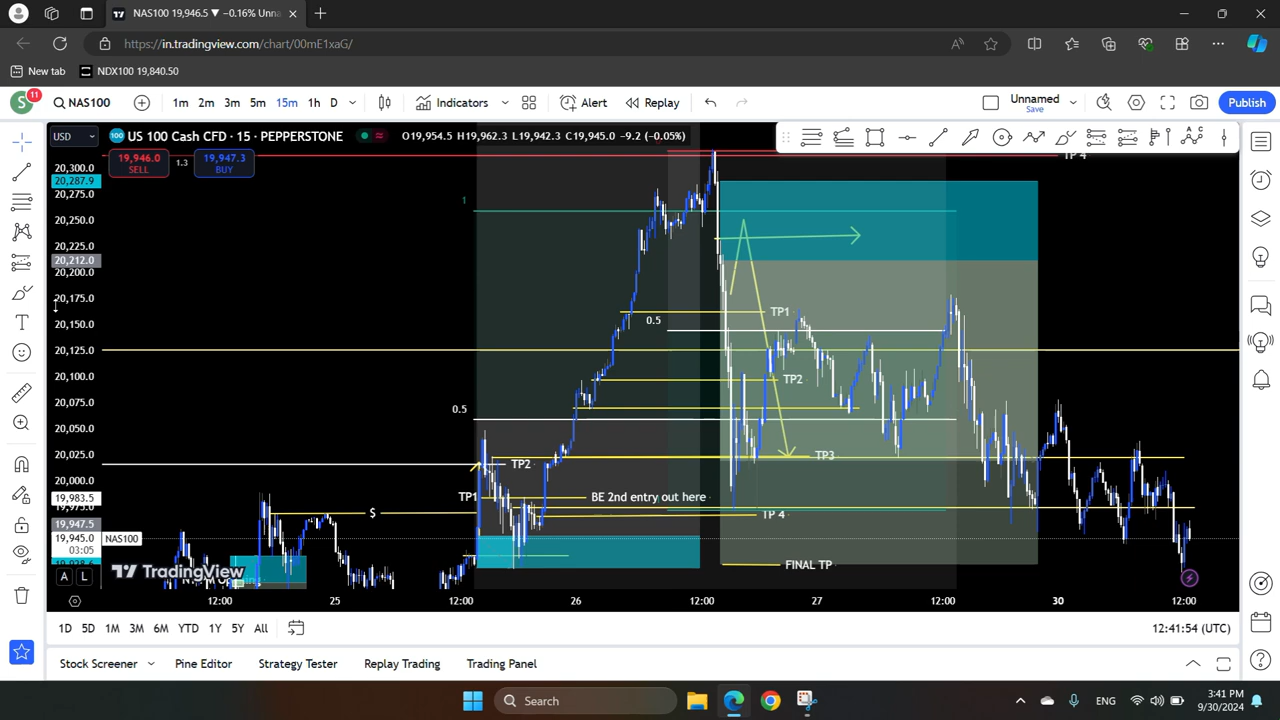 NAS100 19,946.5 ▼ −0.16% Unna
https://in.tradingview.com/chart/00mE1xaG/
New tab NDX100 19,840.50
S 11 NAS100 1m 2m 3m 5m 15m 1h D Indicators Alert Replay Unnamed Save Publish
USD 100 US 100 Cash CFD · 15 · PEPPERSTONE O19,954.5 H19,962.3 L19,942.3 C19,945.0 −9.2 (−0.05%)
19,946.0 SELL 1.3 19,947.3 BUY
TP 4
20,300.0
20,287.9
20,275.0
1
20,250.0
20,225.0
20,212.0
20,200.0
20,175.0
TP1
0.5
20,150.0
20,125.0
20,100.0
TP2
20,075.0
0.5
20,050.0
20,025.0
TP3
TP2
20,000.0
TP1 BE 2nd entry out here
19,983.5
19,975.0
$
TP 4
19,947.5
19,945.0 NAS100
03:05
FINAL TP
TradingView
A L
12:00 25 12:00 26 12:00 27 12:00 30 12:00
1D 5D 1M 3M 6M YTD 1Y 5Y All 12:41:54 (UTC)
Stock Screener Pine Editor Strategy Tester Replay Trading Trading Panel
Search
ENG
3:41 PM
9/30/2024